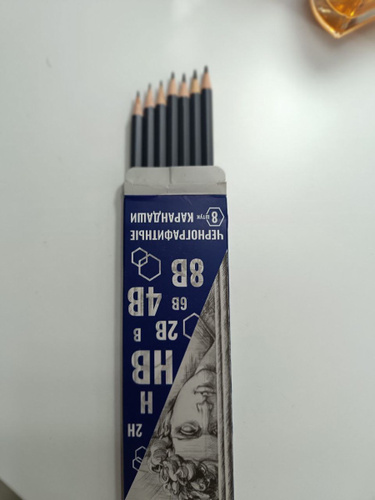 2H
H
HB
2B B
6B 4B
8B
ЧЕРНОГРАФИТНЫЕ
8 штук КАРАНДАШИ